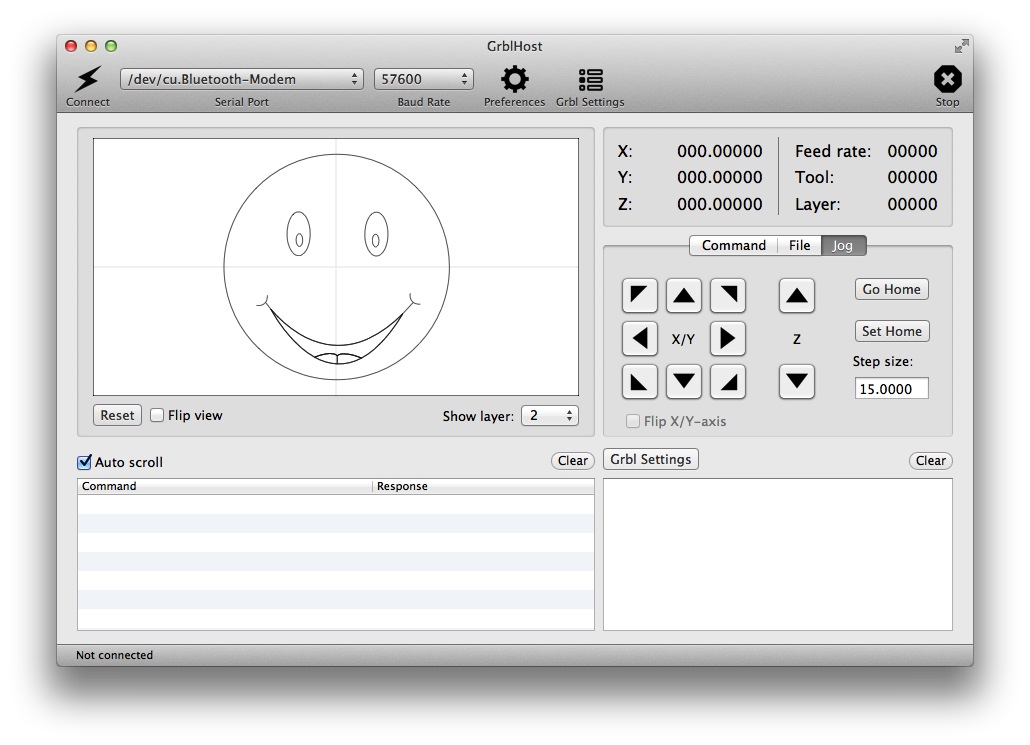 GrblHost
/dev/cu.Bluetooth-Modem
57600
Connect
Serial Port
Baud Rate
Preferences
Grbl Settings
Stop
X: 000.00000
Y: 000.00000
Z: 000.00000
Feed rate: 00000
Tool: 00000
Layer: 00000
Command
File
Jog
X/Y
Z
Go Home
Set Home
Step size:
15.0000
Flip X/Y-axis
Reset
Flip view
Show layer: 2
Auto scroll
Clear
Command
Response
Grbl Settings
Clear
Not connected